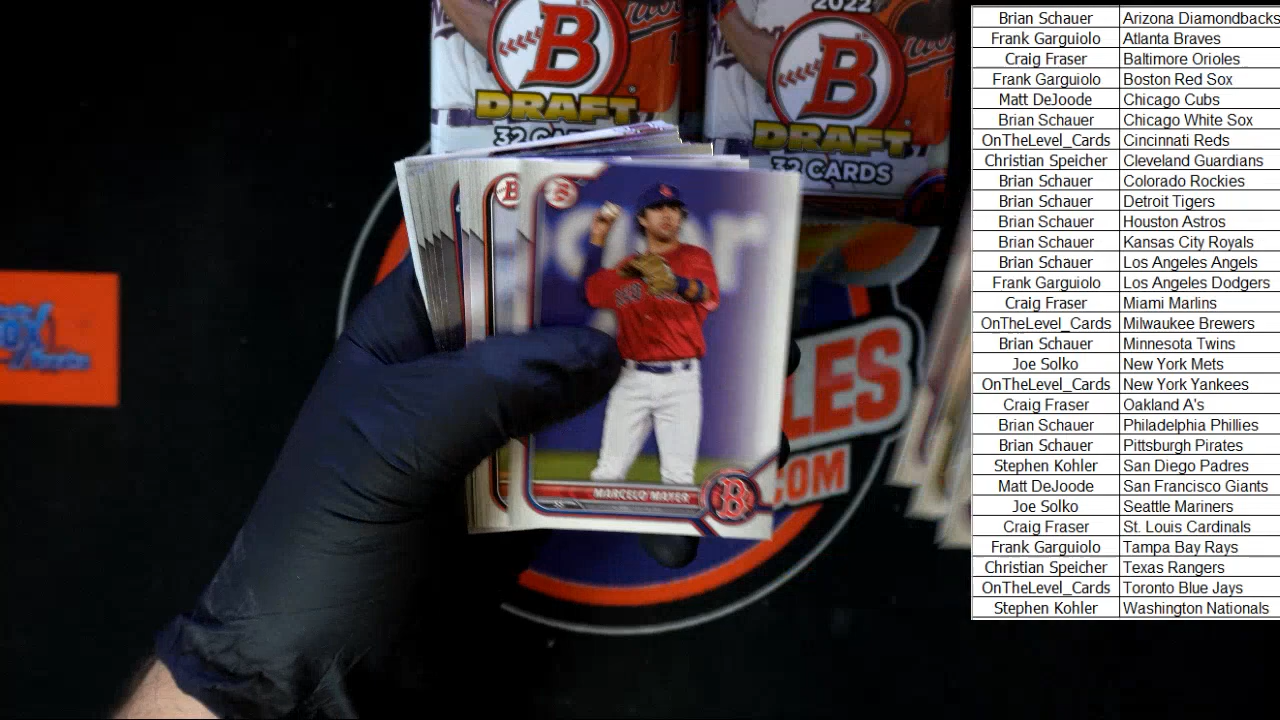 2022
B
DRAFT
32 CARDS
B
DRAFT
32 CARDS
B
B
MARCELO MAYER
B
LES
.COM
Brian Schauer Arizona Diamondbacks
Frank Garguiolo Atlanta Braves
Craig Fraser Baltimore Orioles
Frank Garguiolo Boston Red Sox
Matt DeJoode Chicago Cubs
Brian Schauer Chicago White Sox
OnTheLevel_Cards Cincinnati Reds
Christian Speicher Cleveland Guardians
Brian Schauer Colorado Rockies
Brian Schauer Detroit Tigers
Brian Schauer Houston Astros
Brian Schauer Kansas City Royals
Brian Schauer Los Angeles Angels
Frank Garguiolo Los Angeles Dodgers
Craig Fraser Miami Marlins
OnTheLevel_Cards Milwaukee Brewers
Brian Schauer Minnesota Twins
Joe Solko New York Mets
OnTheLevel_Cards New York Yankees
Craig Fraser Oakland A's
Brian Schauer Philadelphia Phillies
Brian Schauer Pittsburgh Pirates
Stephen Kohler San Diego Padres
Matt DeJoode San Francisco Giants
Joe Solko Seattle Mariners
Craig Fraser St. Louis Cardinals
Frank Garguiolo Tampa Bay Rays
Christian Speicher Texas Rangers
OnTheLevel_Cards Toronto Blue Jays
Stephen Kohler Washington Nationals